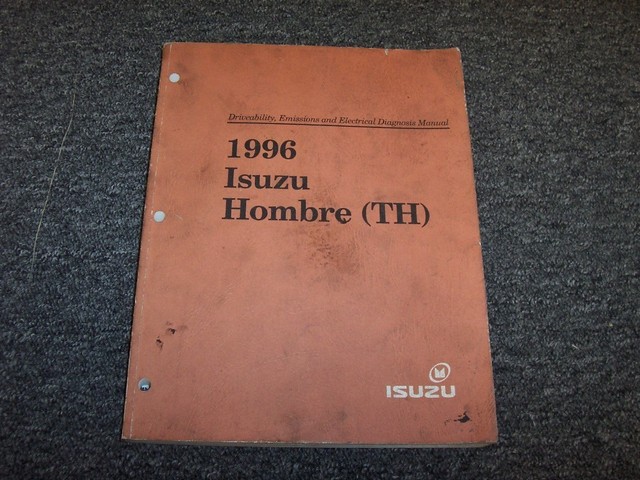 Driveability, Emissions and Electrical Diagnosis Manual
1996
Isuzu
Hombre (TH)
ISUZU